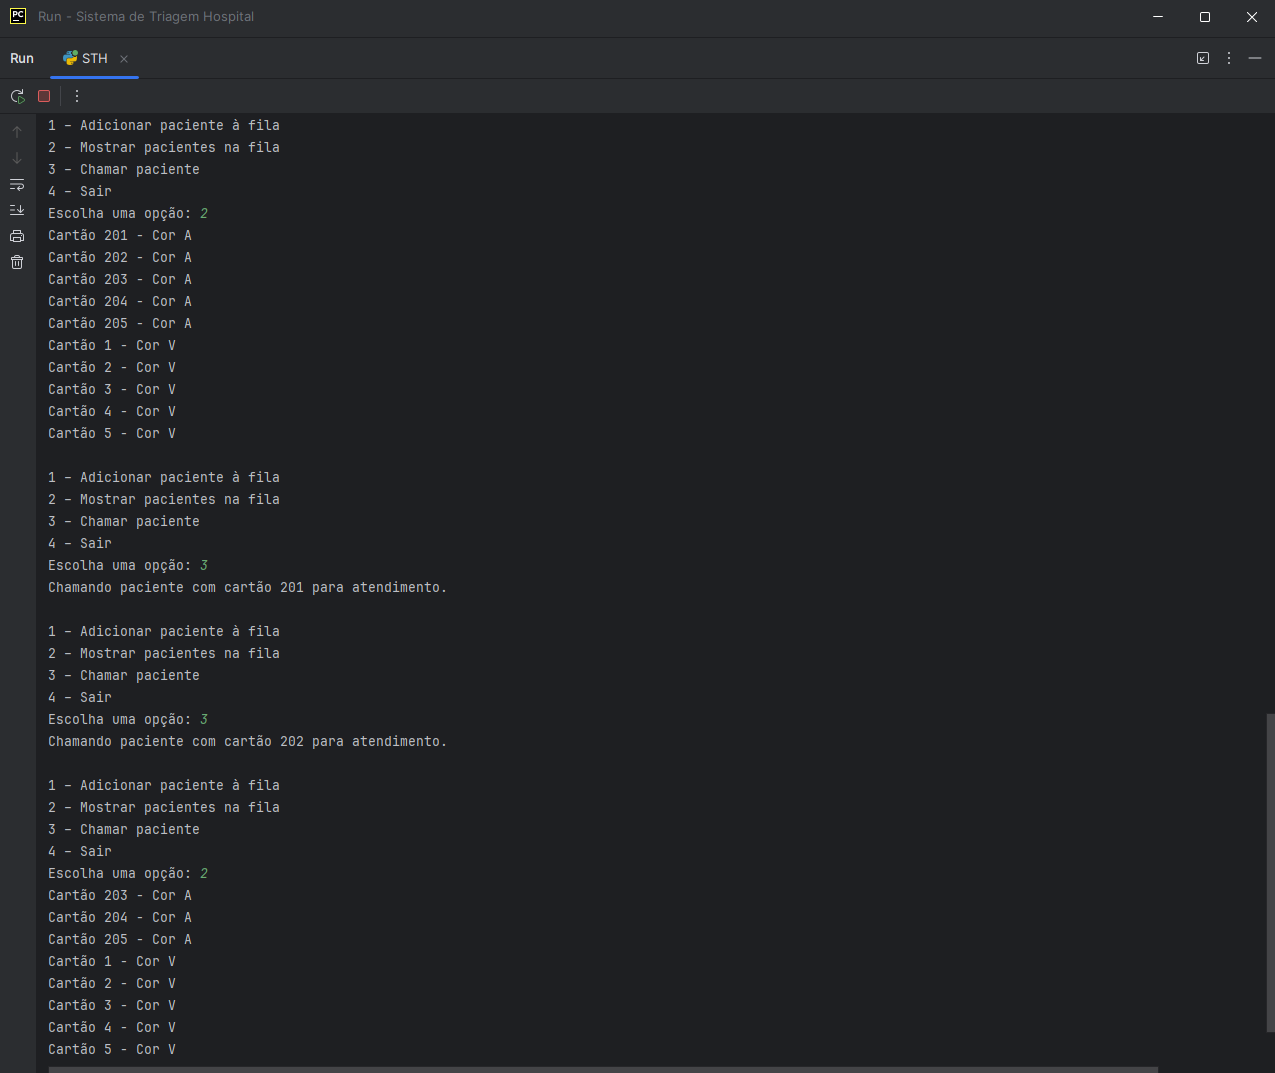 PC
Run - Sistema de Triagem Hospital
Run
STH
1 – Adicionar paciente à fila
2 – Mostrar pacientes na fila
3 – Chamar paciente
4 – Sair
Escolha uma opção: 2
Cartão 201 - Cor A
Cartão 202 - Cor A
Cartão 203 - Cor A
Cartão 204 - Cor A
Cartão 205 - Cor A
Cartão 1 - Cor V
Cartão 2 - Cor V
Cartão 3 - Cor V
Cartão 4 - Cor V
Cartão 5 - Cor V
1 – Adicionar paciente à fila
2 – Mostrar pacientes na fila
3 – Chamar paciente
4 – Sair
Escolha uma opção: 3
Chamando paciente com cartão 201 para atendimento.
1 – Adicionar paciente à fila
2 – Mostrar pacientes na fila
3 – Chamar paciente
4 – Sair
Escolha uma opção: 3
Chamando paciente com cartão 202 para atendimento.
1 – Adicionar paciente à fila
2 – Mostrar pacientes na fila
3 – Chamar paciente
4 – Sair
Escolha uma opção: 2
Cartão 203 - Cor A
Cartão 204 - Cor A
Cartão 205 - Cor A
Cartão 1 - Cor V
Cartão 2 - Cor V
Cartão 3 - Cor V
Cartão 4 - Cor V
Cartão 5 - Cor V